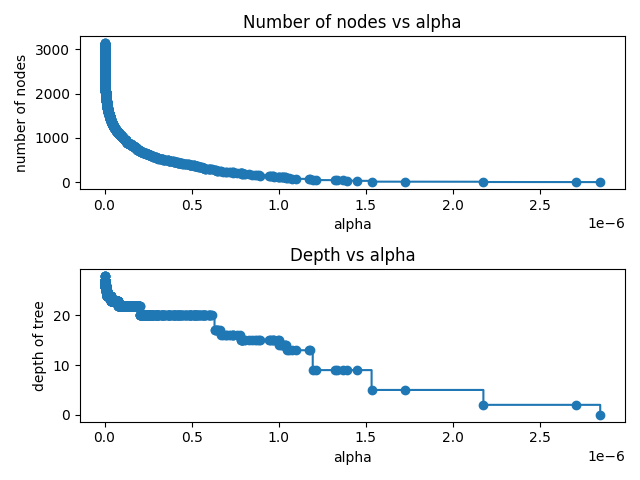 Number of nodes vs alpha
number of nodes
3000
2000
1000
0
0.0 0.5 1.0 1.5 2.0 2.5
1e−6
alpha
Depth vs alpha
depth of tree
20
10
0
0.0 0.5 1.0 1.5 2.0 2.5
1e−6
alpha